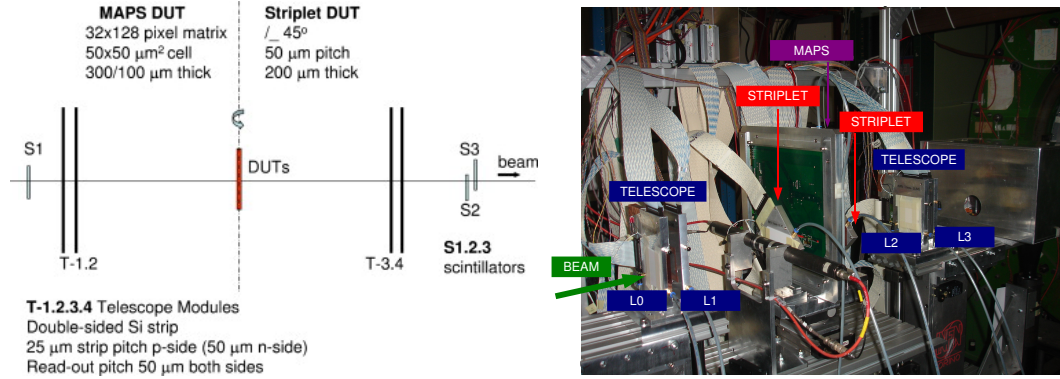 MAPS DUT
32x128 pixel matrix
50x50 μm² cell
300/100 μm thick
Striplet DUT
/_ 45º
50 μm pitch
200 μm thick
S1
S3
beam
DUTs
S2
T-1.2
T-3.4
S1.2.3
scintillators
T-1.2.3.4 Telescope Modules
Double-sided Si strip
25 μm strip pitch p-side (50 μm n-side)
Read-out pitch 50 μm both sides
MAPS
STRIPLET
STRIPLET
TELESCOPE
TELESCOPE
L2
L3
BEAM
L0
L1